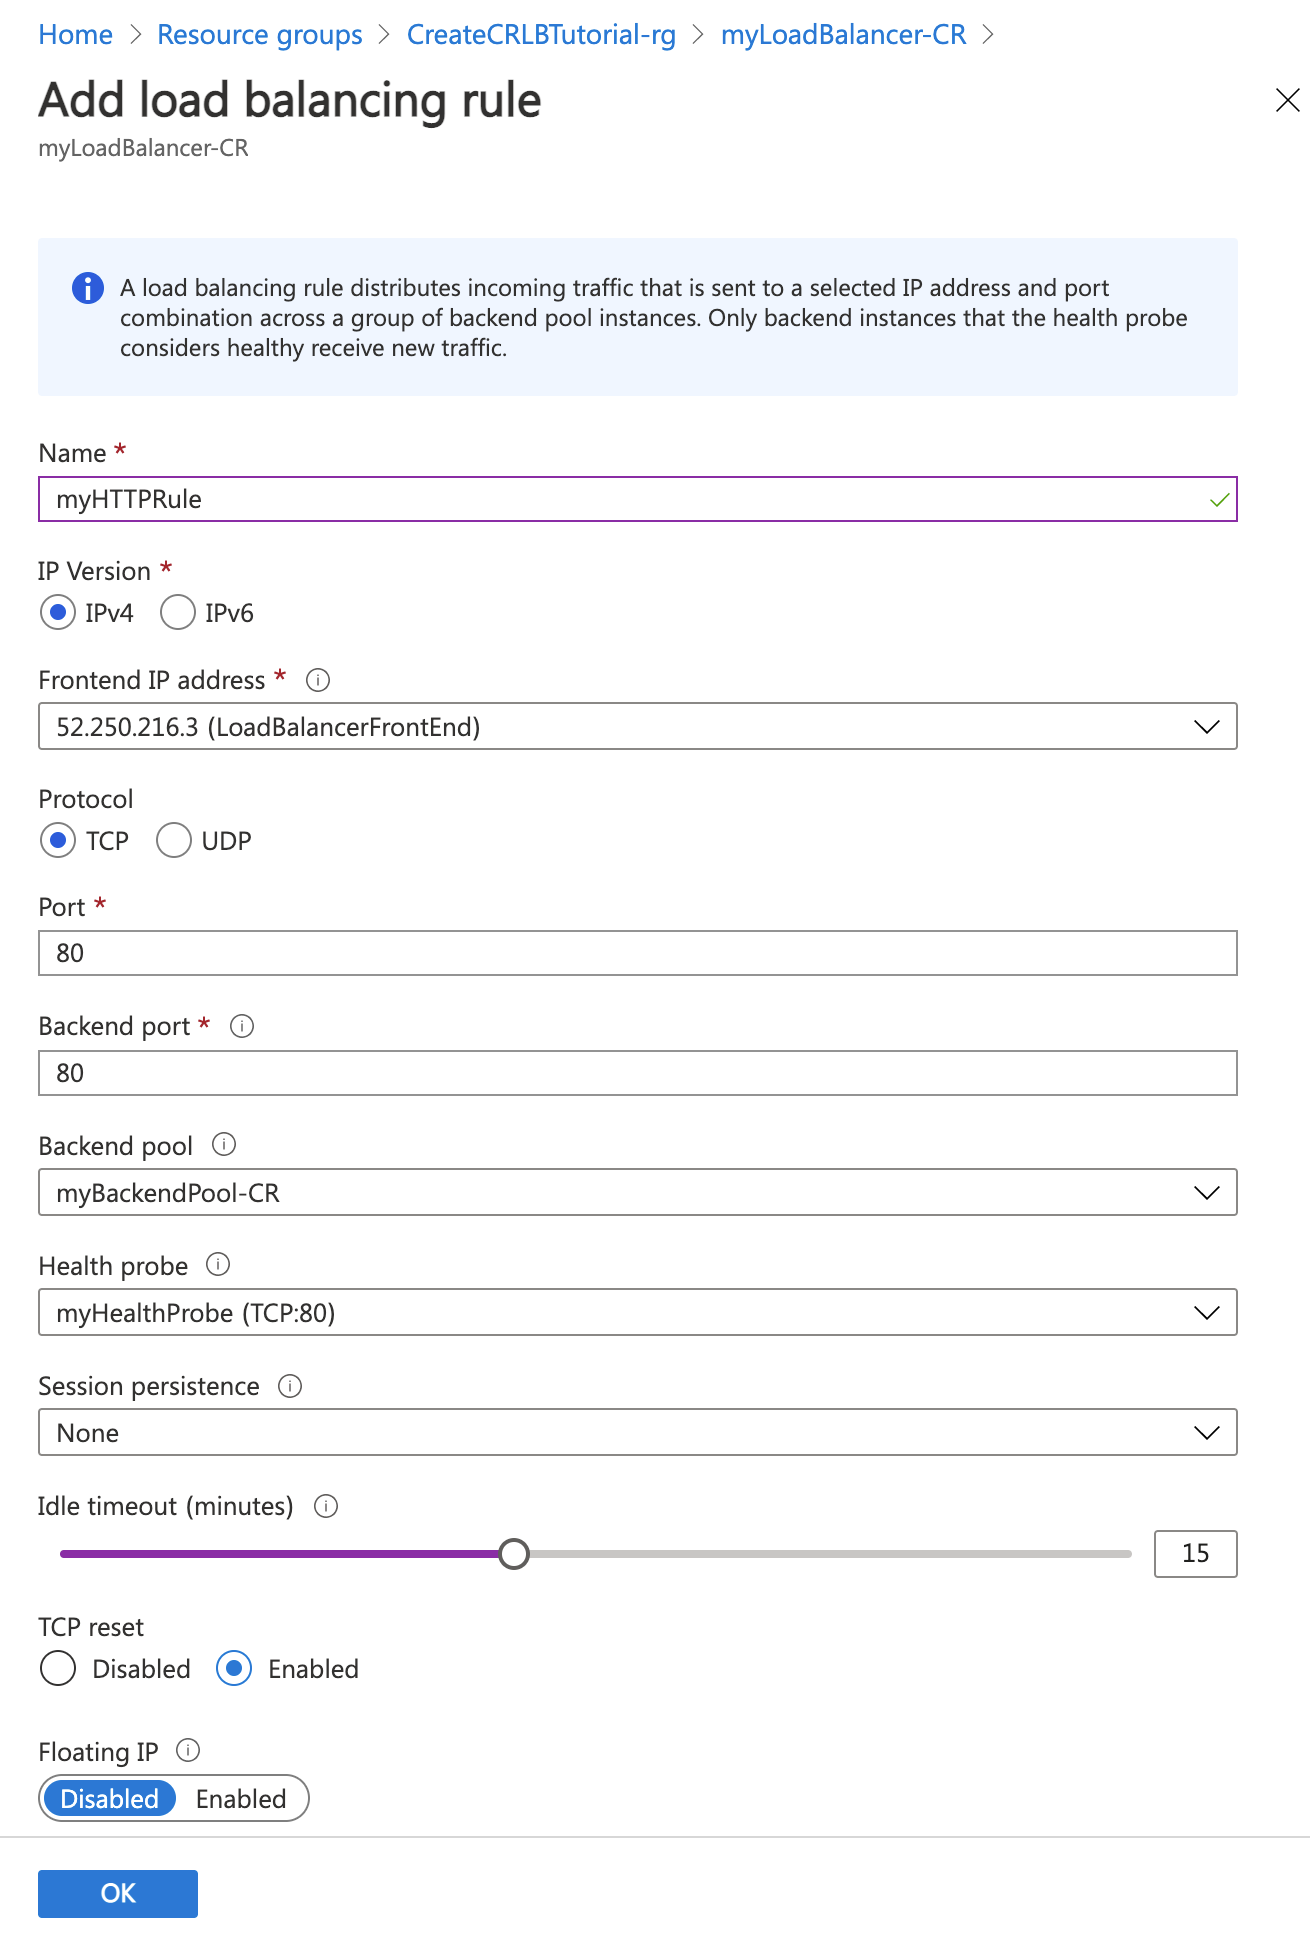 Home > Resource groups > CreateCRLBTutorial-rg > myLoadBalancer-CR >
Add load balancing rule
myLoadBalancer-CR
A load balancing rule distributes incoming traffic that is sent to a selected IP address and port
combination across a group of backend pool instances. Only backend instances that the health probe
considers healthy receive new traffic.
Name *
myHTTPRule
IP Version *
IPv4 IPv6
Frontend IP address *
52.250.216.3 (LoadBalancerFrontEnd)
Protocol
TCP UDP
Port *
80
Backend port *
80
Backend pool
myBackendPool-CR
Health probe
myHealthProbe (TCP:80)
Session persistence
None
Idle timeout (minutes)
15
TCP reset
Disabled Enabled
Floating IP
Disabled Enabled
OK